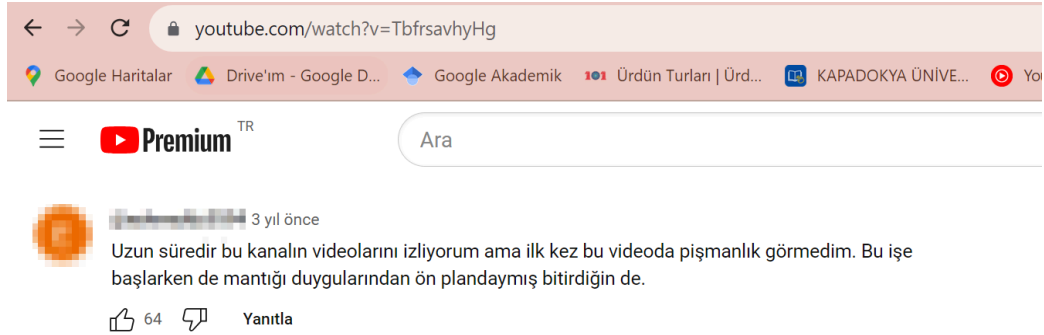 youtube.com/watch?v=TbfrsavhyHg
Google Haritalar Drive'ım - Google D... Google Akademik 101 Ürdün Turları | Ürd... KAPADOKYA ÜNİVE... You
Premium TR Ara
3 yıl önce
Uzun süredir bu kanalın videolarını izliyorum ama ilk kez bu videoda pişmanlık görmedim. Bu işe
başlarken de mantığı duygularından ön plandaymış bitirdiğin de.
64 Yanıtla